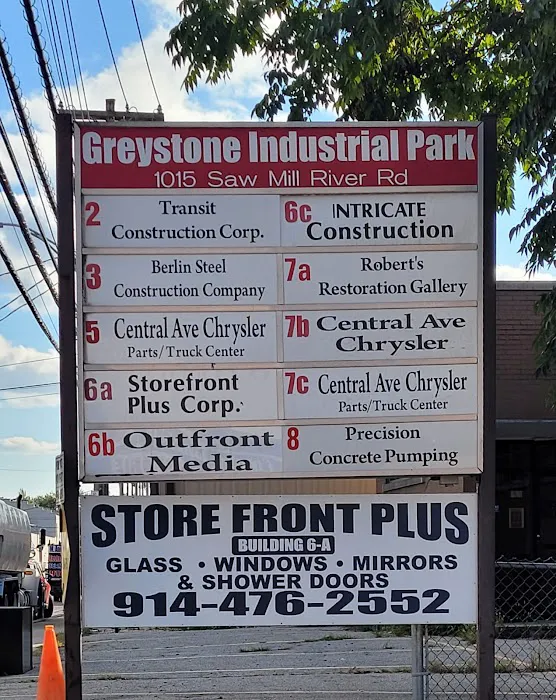 Greystone Industrial Park
1015 Saw Mill River Rd
2 Transit
Construction Corp.
6c INTRICATE
Construction
3 Berlin Steel
Construction Company
7a Robert's
Restoration Gallery
5 Central Ave Chrysler
Parts/Truck Center
7b Central Ave
Chrysler
6a Storefront
Plus Corp.
7c Central Ave Chrysler
Parts/Truck Center
6b Outfront
Media
8 Precision
Concrete Pumping
STORE FRONT PLUS
BUILDING 6-A
GLASS • WINDOWS • MIRRORS
& SHOWER DOORS
914-476-2552